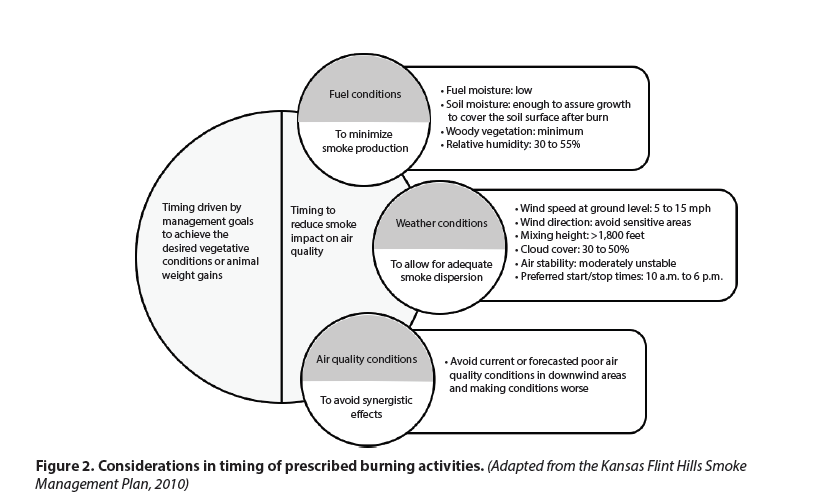 Timing driven by
management goals
to achieve the
desired vegetative
conditions or animal
weight gains
Timing to
reduce smoke
impact on air
quality
Fuel conditions
To minimize
smoke production
• Fuel moisture: low
• Soil moisture: enough to assure growth
to cover the soil surface after burn
• Woody vegetation: minimum
• Relative humidity: 30 to 55%
Weather conditions
To allow for adequate
smoke dispersion
• Wind speed at ground level: 5 to 15 mph
• Wind direction: avoid sensitive areas
• Mixing height: >1,800 feet
• Cloud cover: 30 to 50%
• Air stability: moderately unstable
• Preferred start/stop times: 10 a.m. to 6 p.m.
Air quality conditions
To avoid synergistic
effects
• Avoid current or forecasted poor air
quality conditions in downwind areas
and making conditions worse
Figure 2. Considerations in timing of prescribed burning activities. (Adapted from the Kansas Flint Hills Smoke
Management Plan, 2010)